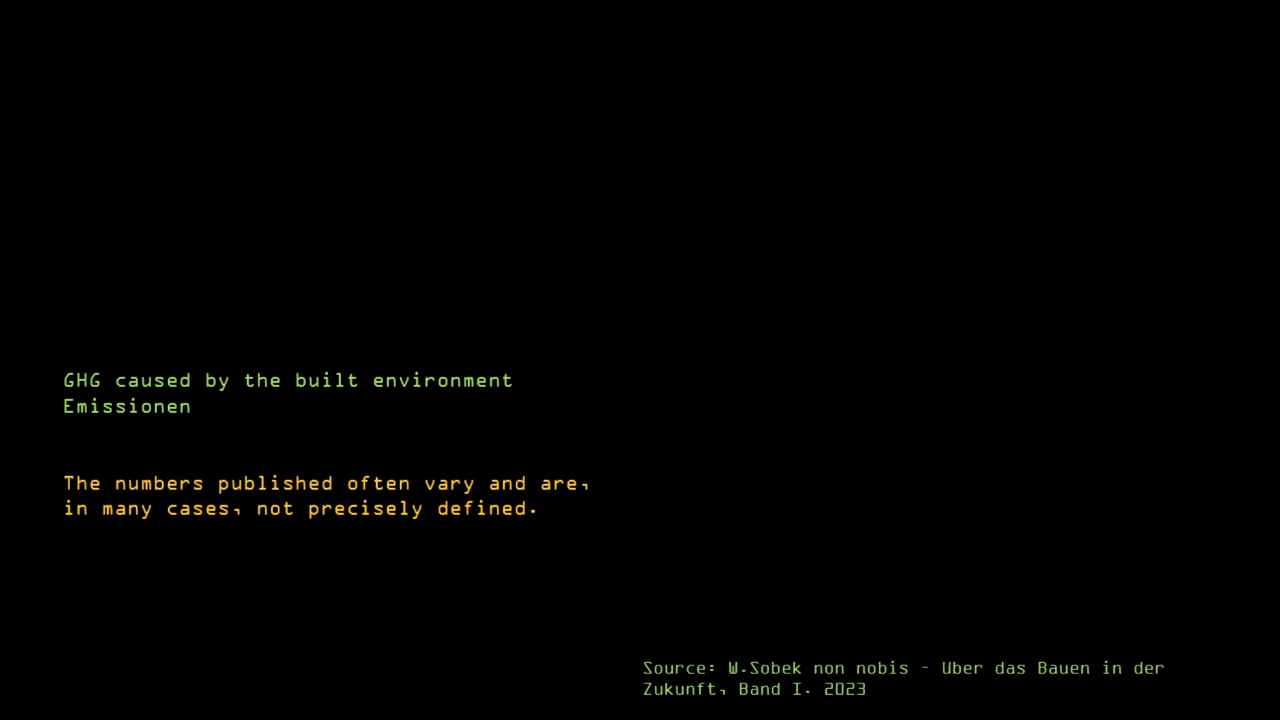 GHG caused by the built environment
Emissionen
The numbers published often vary and are,
in many cases, not precisely defined.
Source: W.Sobek non nobis - Uber das Bauen in der
Zukunft, Band I. 2023